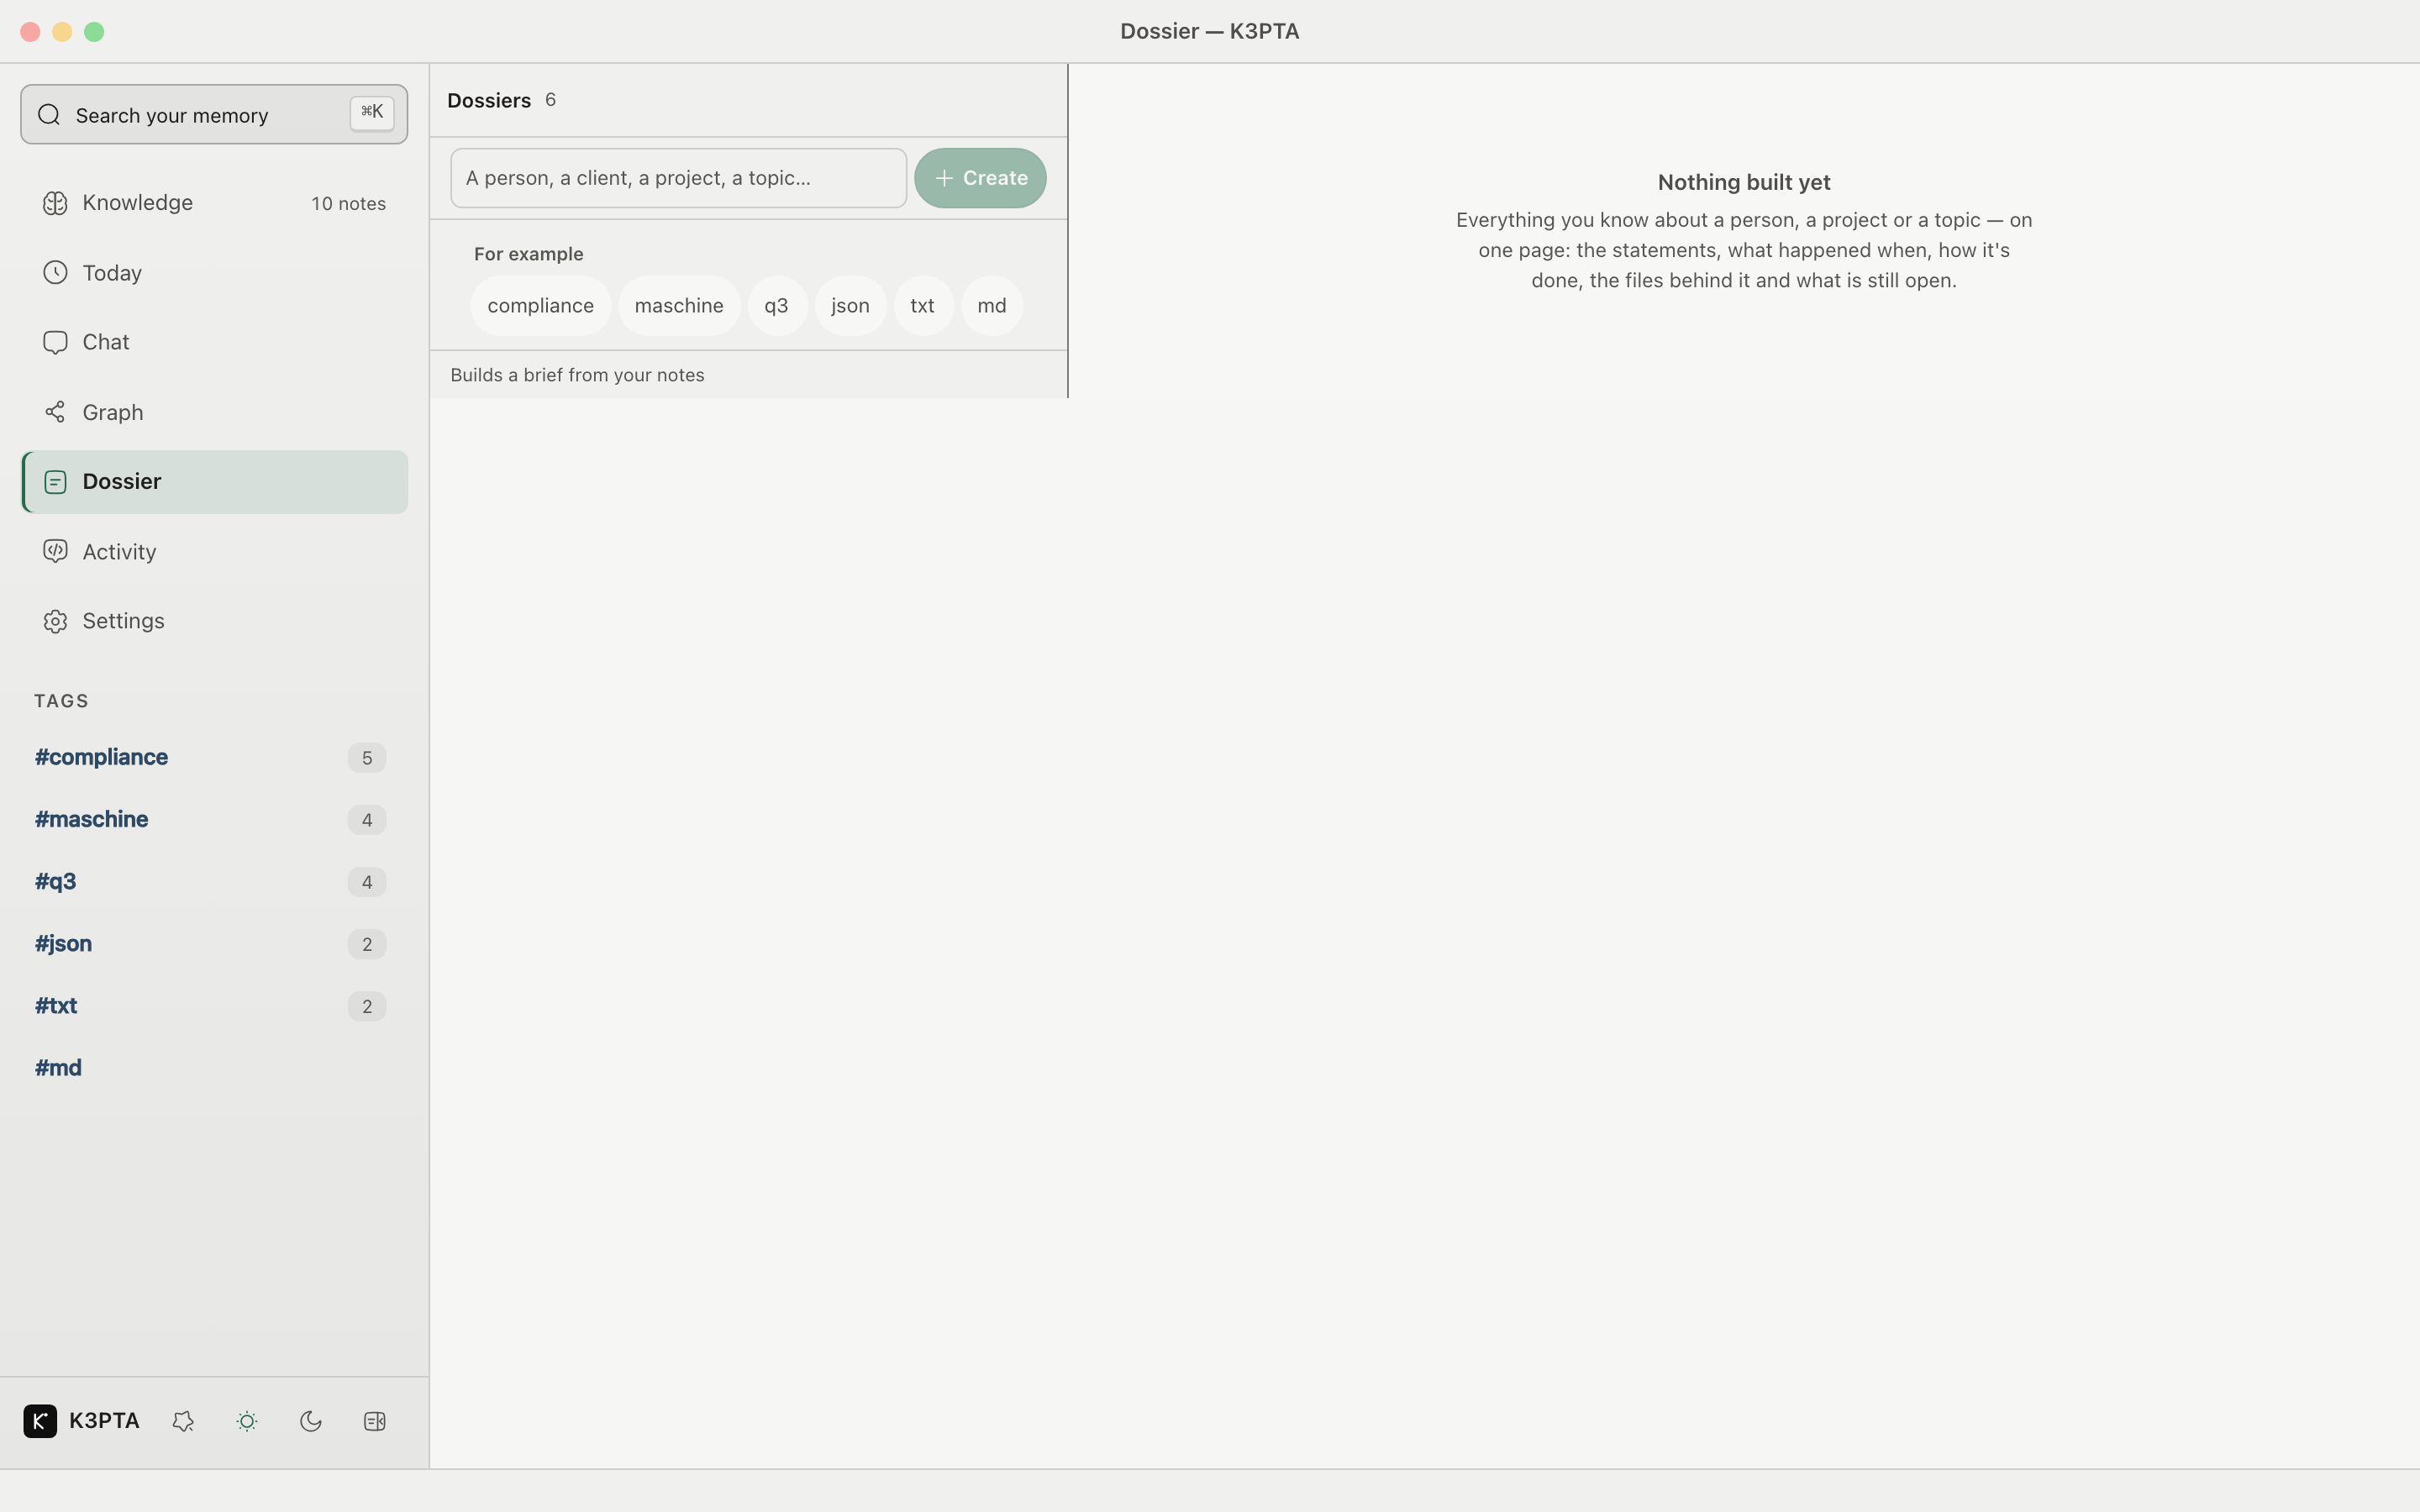 Dossier — K3PTA
Search your memory
⌘K
Knowledge
10 notes
Today
Chat
Graph
Dossier
Activity
Settings
TAGS
#compliance
5
#maschine
4
#q3
4
#json
2
#txt
2
#md
K3PTA
Dossiers 6
A person, a client, a project, a topic...
Create
For example
compliance
maschine
q3
json
txt
md
Builds a brief from your notes
Nothing built yet
Everything you know about a person, a project or a topic — on
one page: the statements, what happened when, how it's
done, the files behind it and what is still open.